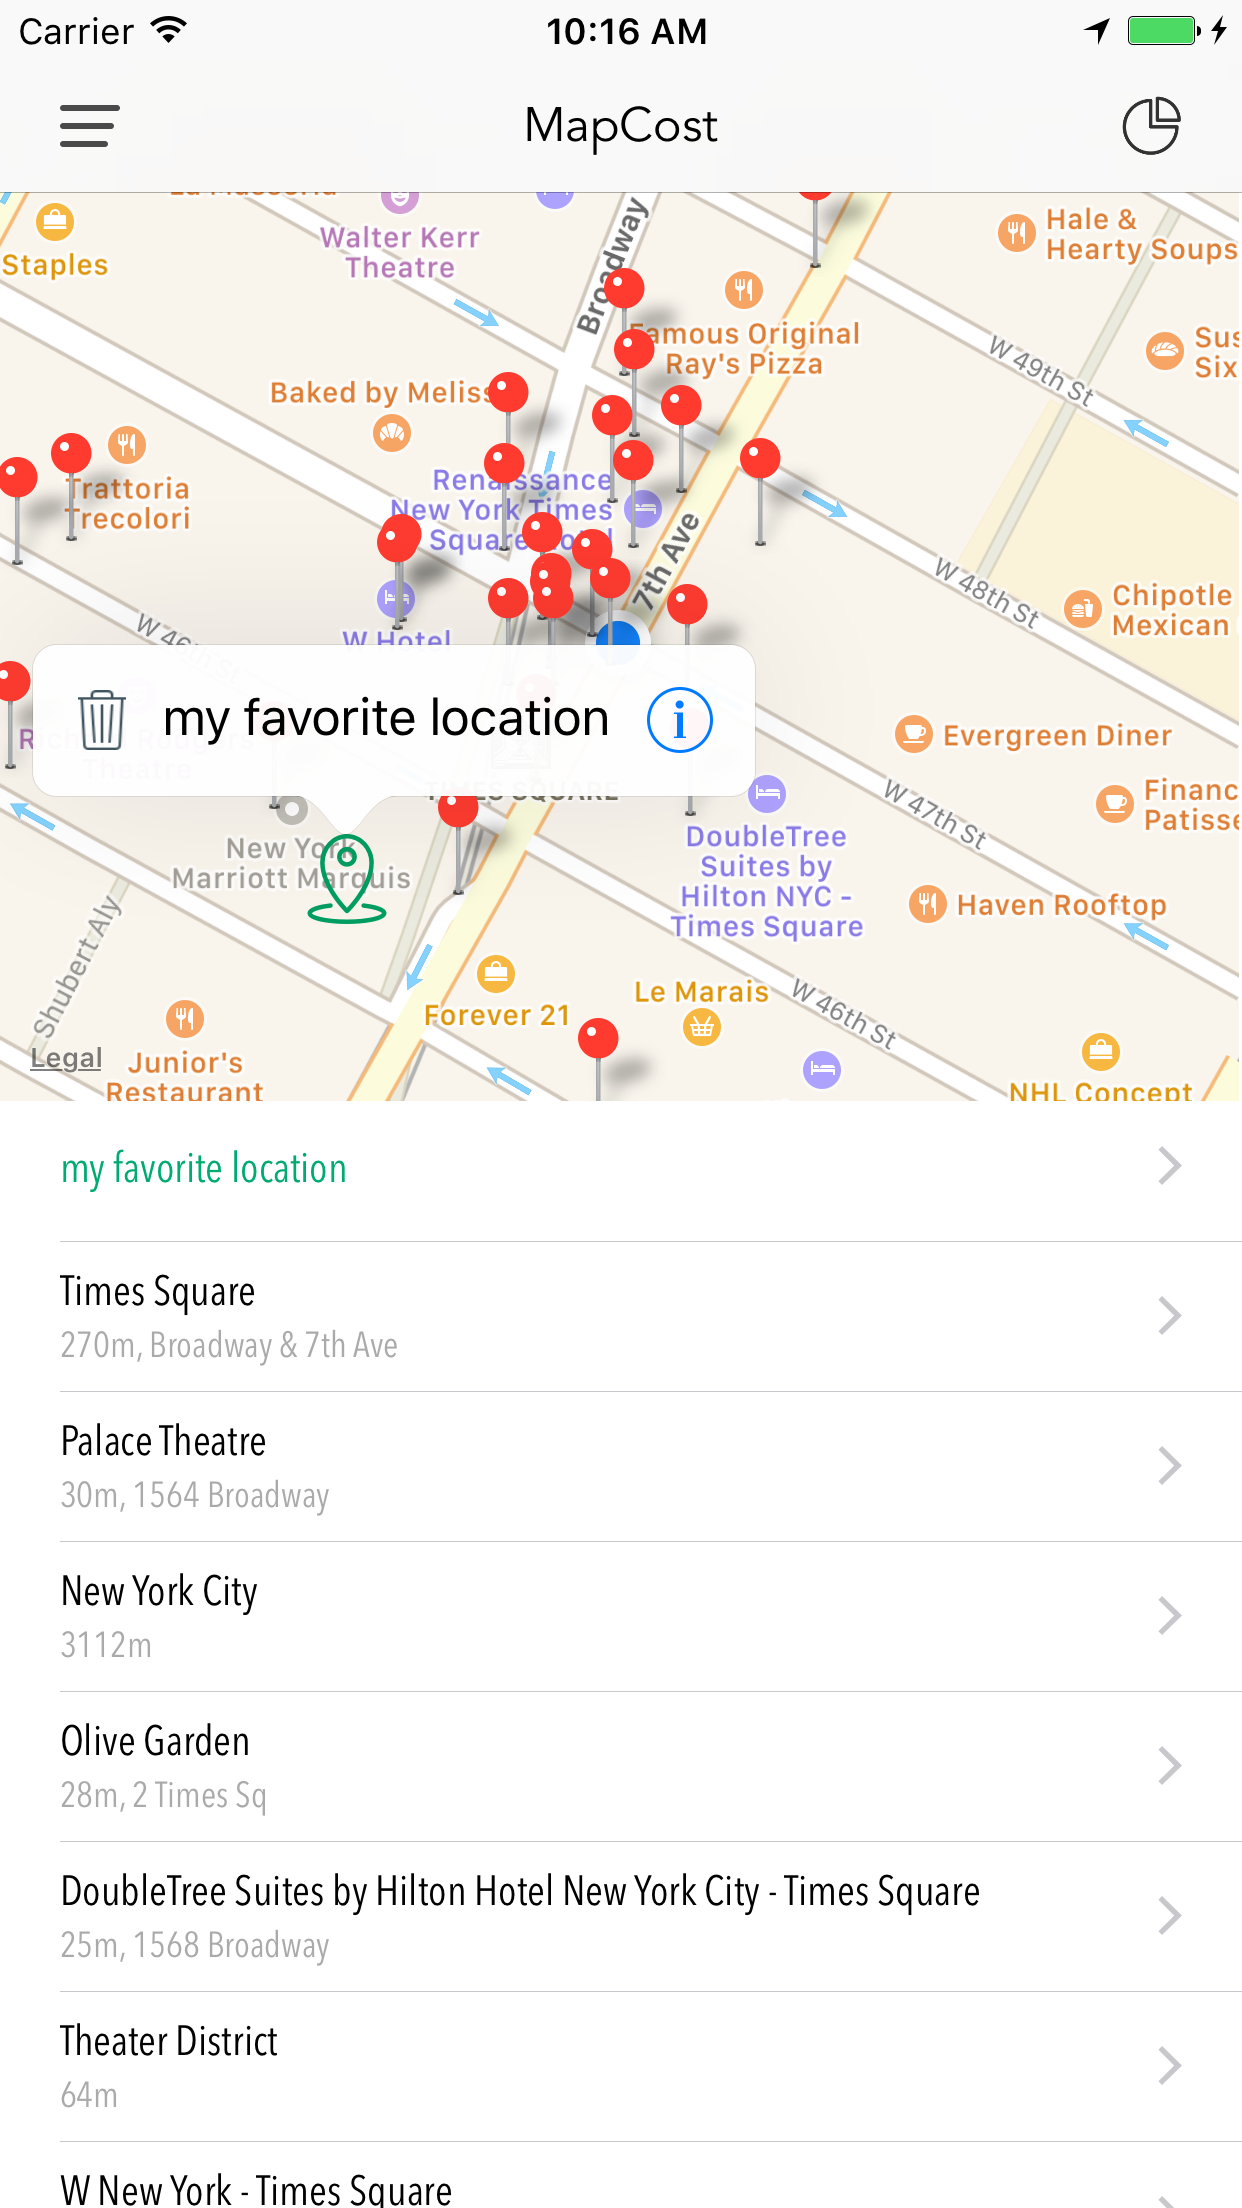 Carrier
10:16 AM
MapCost
Staples
Walter Kerr
Theatre
Broadway
Hale &
Hearty Soups
Famous Original
Ray's Pizza
W 49th St
Sus
Six
Baked by Meliss
Trattoria
Trecolori
Renaissance
New York Times
Square Hotel
7th Ave
W 48th St
Chipotle
Mexican
W 46th St
W Hotel
my favorite location
Richard Rodgers
Theatre
TIMES SQUARE
Evergreen Diner
W 47th St
Financ
Patisse
New York
Marriott Marquis
DoubleTree
Suites by
Hilton NYC -
Times Square
Haven Rooftop
Shubert Aly
Forever 21
Le Marais
W 46th St
Legal
Junior's
Restaurant
NHL Concept
my favorite location
Times Square
270m, Broadway & 7th Ave
Palace Theatre
30m, 1564 Broadway
New York City
3112m
Olive Garden
28m, 2 Times Sq
DoubleTree Suites by Hilton Hotel New York City - Times Square
25m, 1568 Broadway
Theater District
64m
W New York - Times Square